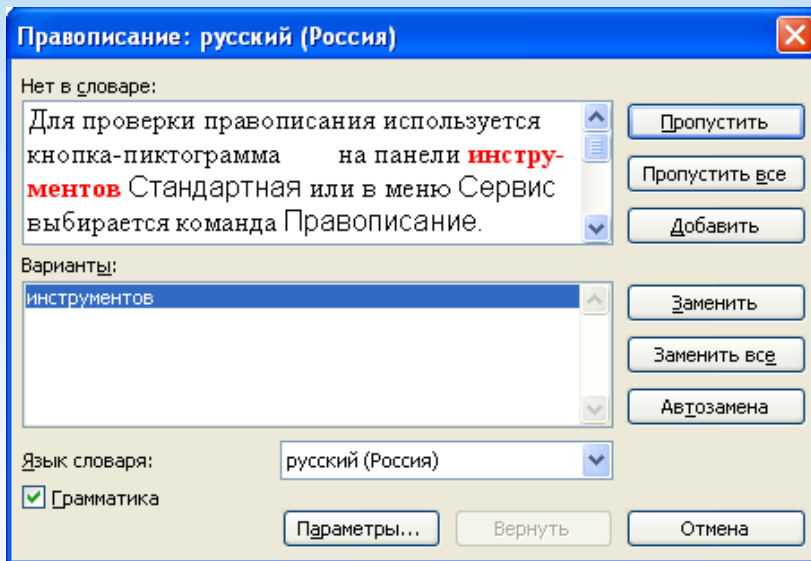 Правописание: русский (Россия)
Нет в словаре:
Для проверки правописания используется
кнопка-пиктограмма на панели инстру-
ментов Стандартная или в меню Сервис
выбирается команда Правописание.
Пропустить
Пропустить все
Добавить
Варианты:
инструментов
Заменить
Заменить все
Автозамена
Язык словаря:
русский (Россия)
Грамматика
Параметры...
Вернуть
Отмена